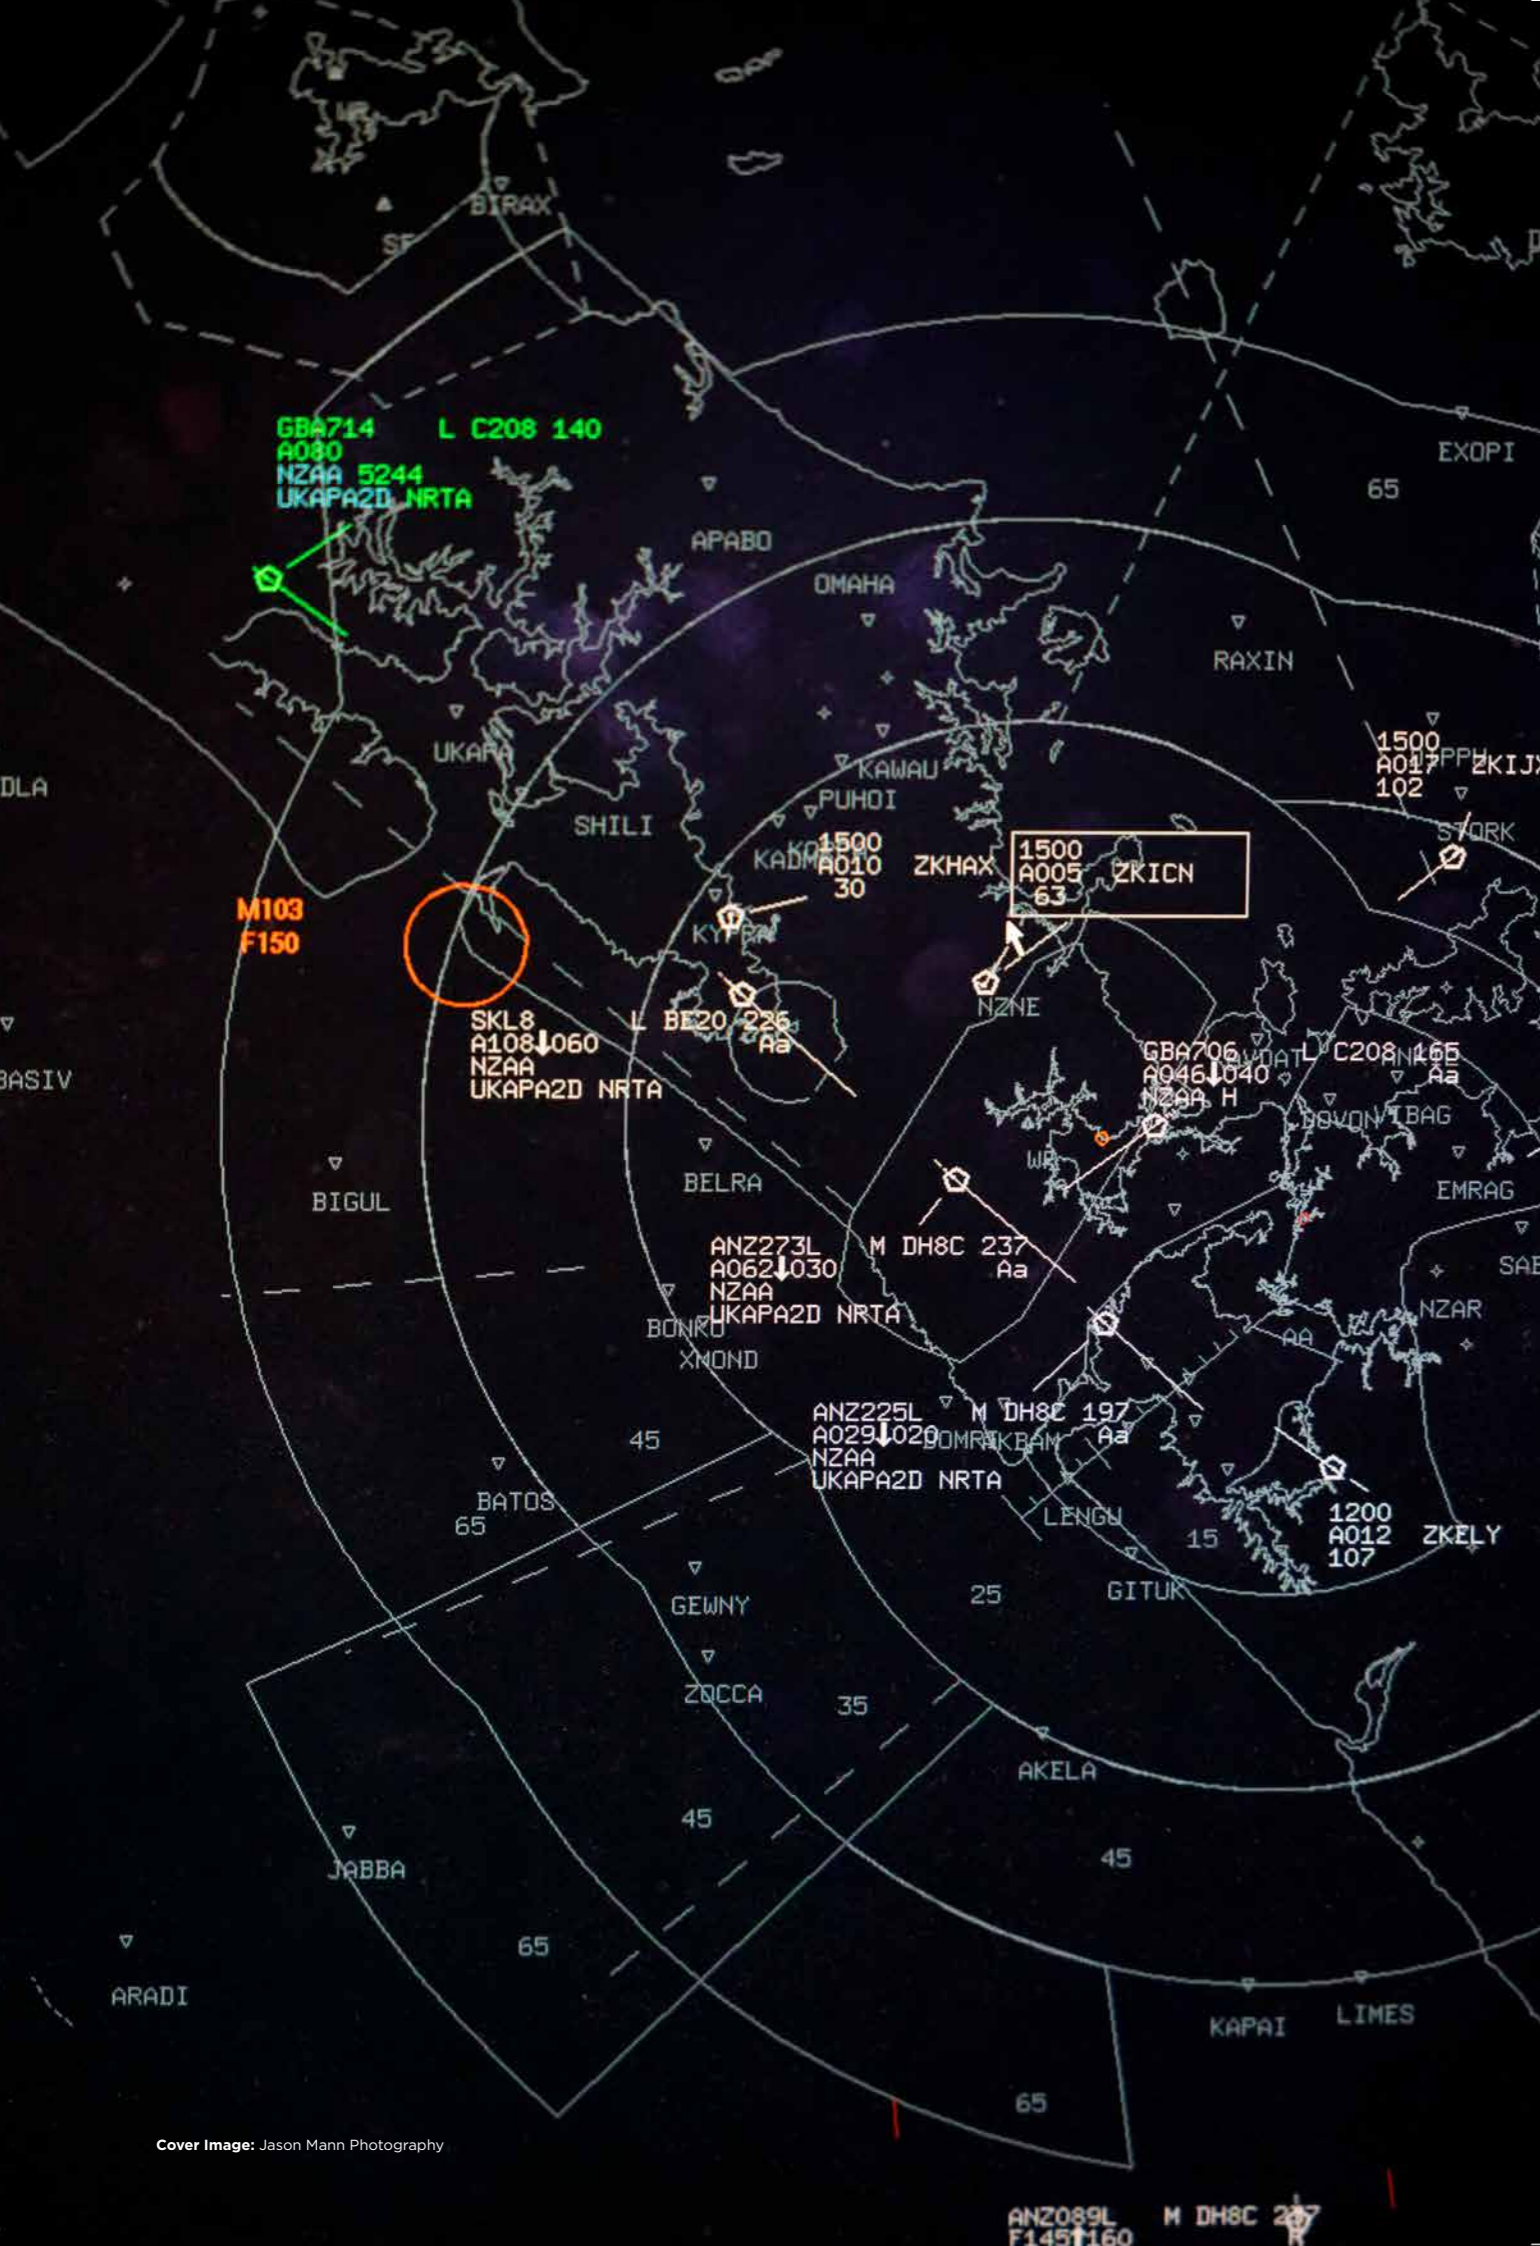 BIRAX
GBA714 L C208 140
A080
NZAA 5244
UKAPA2D NRTA
EXOPI
65
APABO
OMAHA
RAXIN
UKAPA
DLA
KAWAU
PUHOI
SHILI
1500
A017
102
STORK
1500
A010 ZKHAX
30
1500
A005 ZKICN
63
M103
F150
NZNE
SKL8 L BE20 226
A108↓060 Aa
NZAA
UKAPA2D NRTA
GBA706 L C208 165
A046↓040 Aa
NZAA H
BASIV
BELRA
BIGUL
EMRAG
ANZ273L M DH8C 237
A062↓030 Aa
NZAA
UKAPA2D NRTA
NZAR
AA
XMOND
ANZ225L M DH8C 197
A029↓020 Aa
NZAA
UKAPA2D NRTA
45
BATOS
65
LENGU
15
1200
A012 ZKELY
107
GEWNY
25
GITUK
ZOCCA
35
AKELA
45
45
JABBA
65
ARADI
KAPAI
LIMES
65
Cover Image: Jason Mann Photography
ANZ089L M DH8C
F145↑160